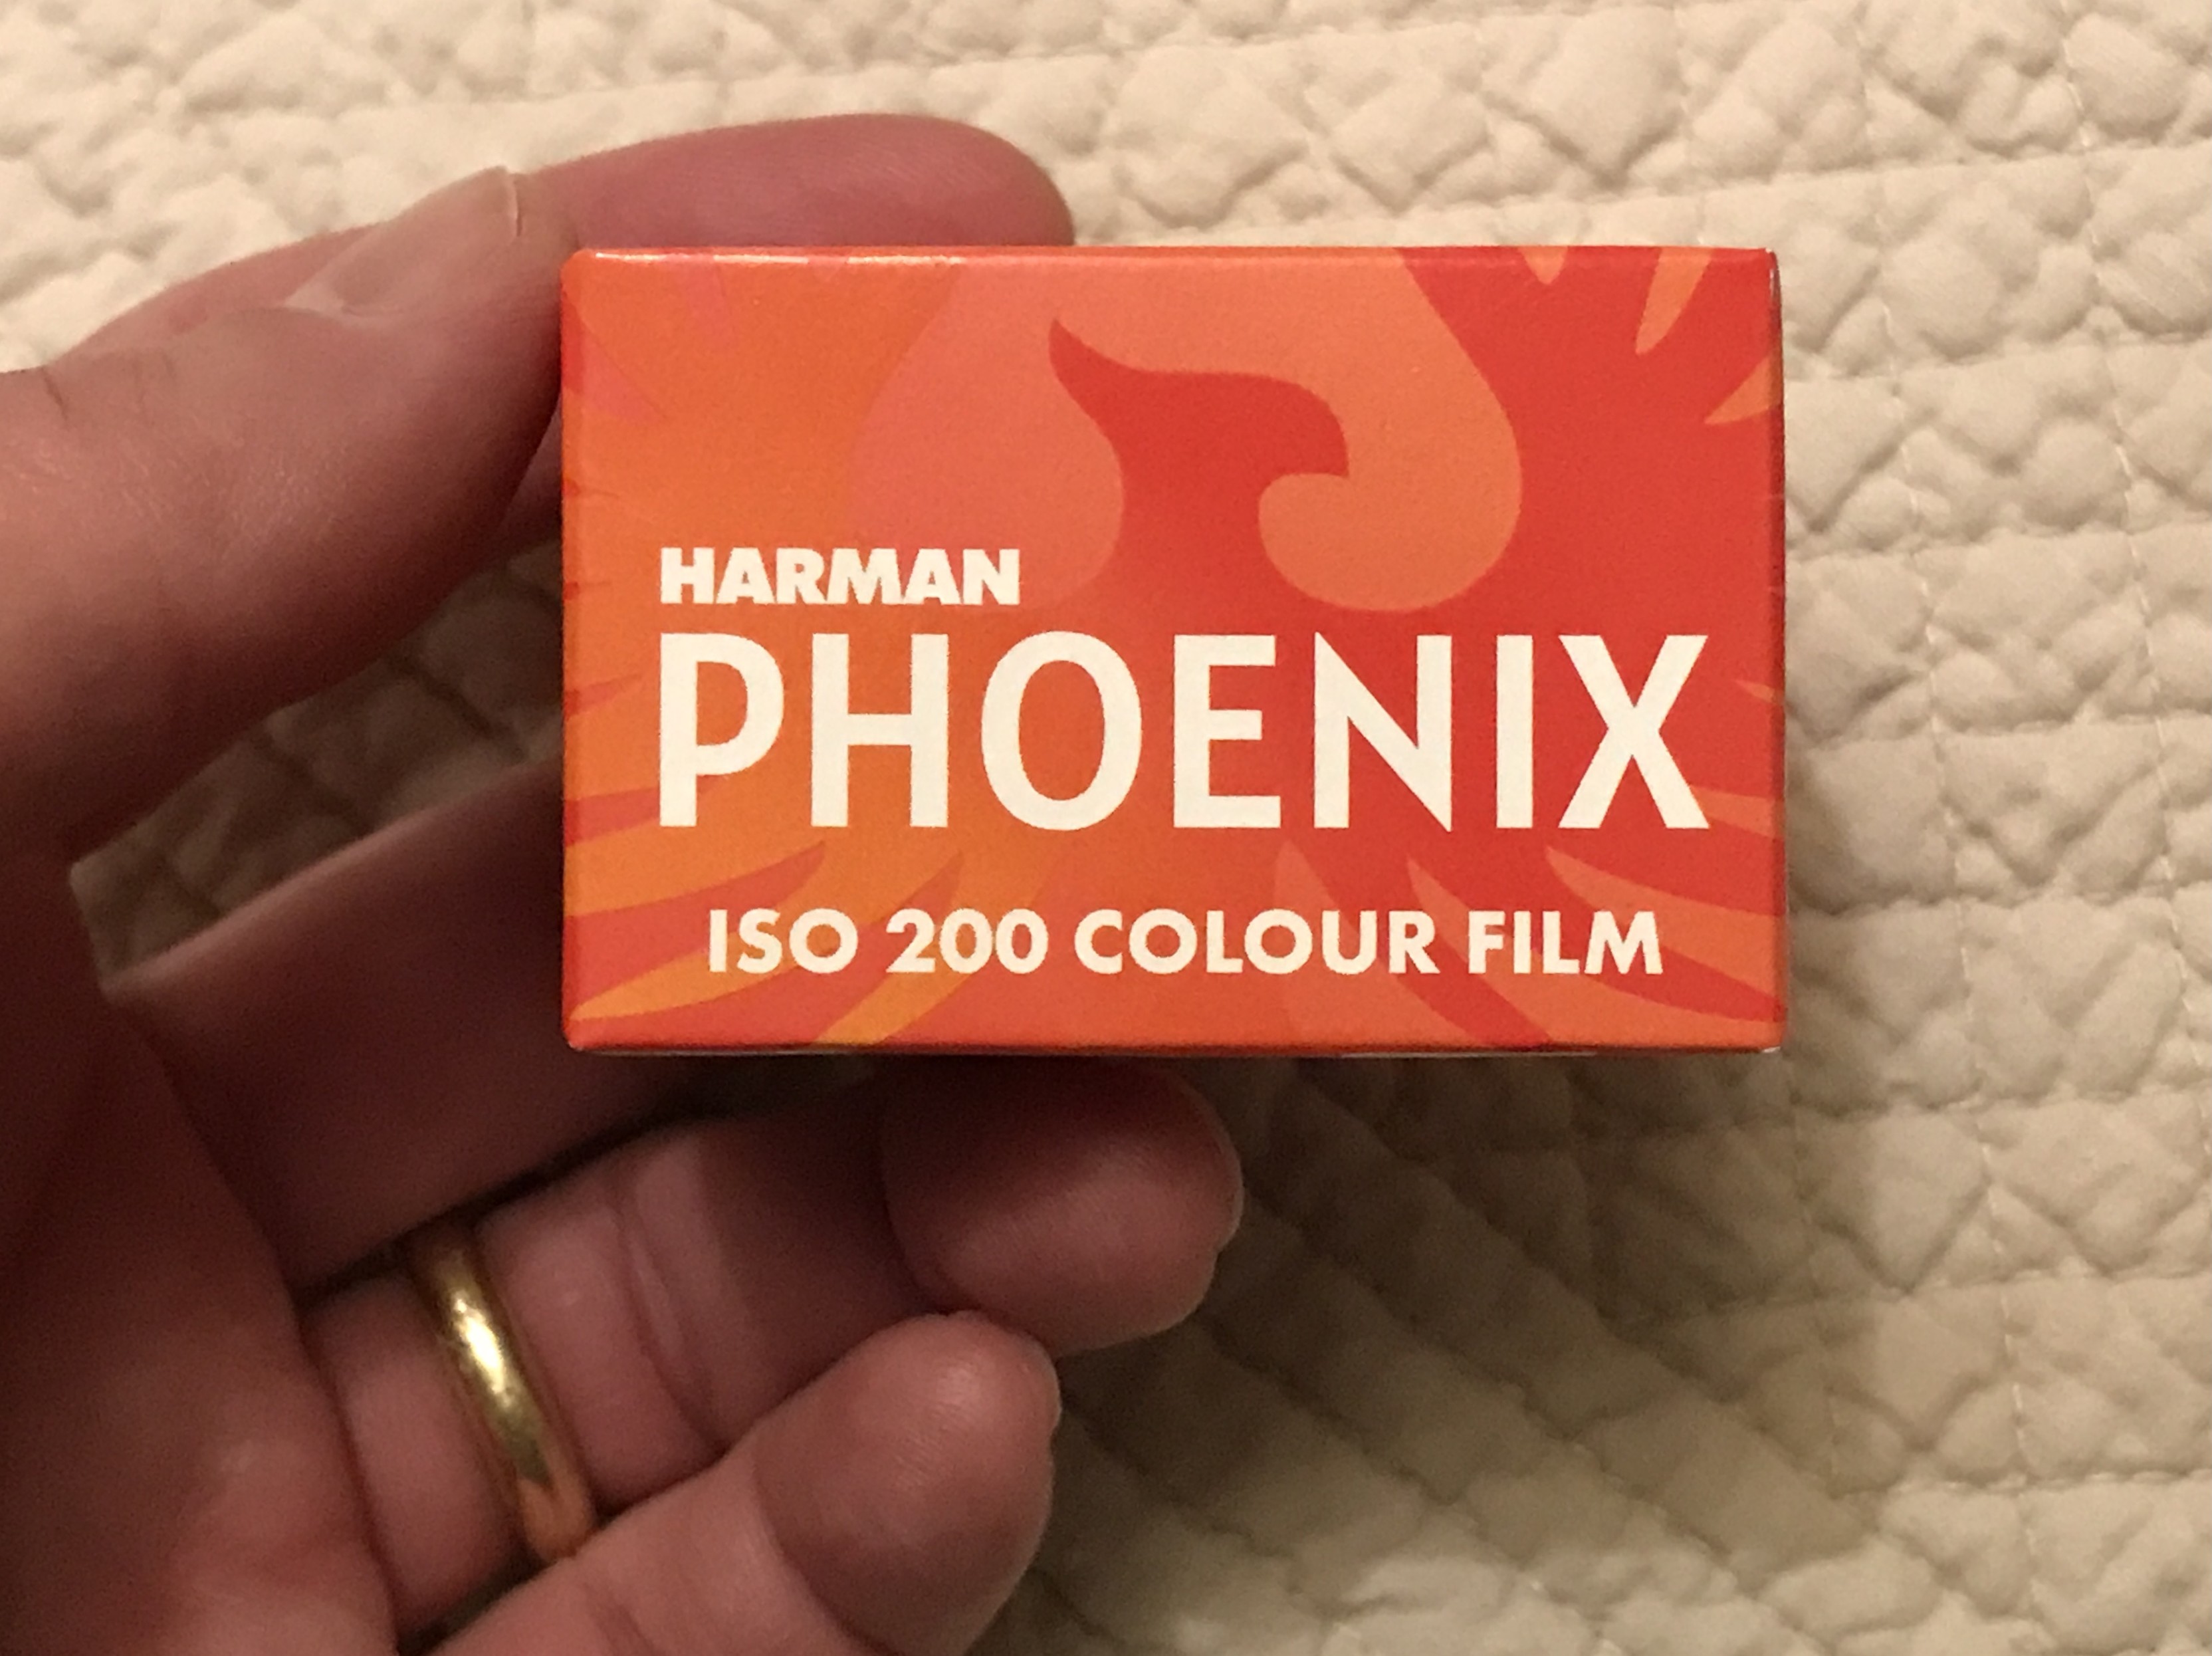 HARMAN
PHOENIX
ISO 200 COLOUR FILM